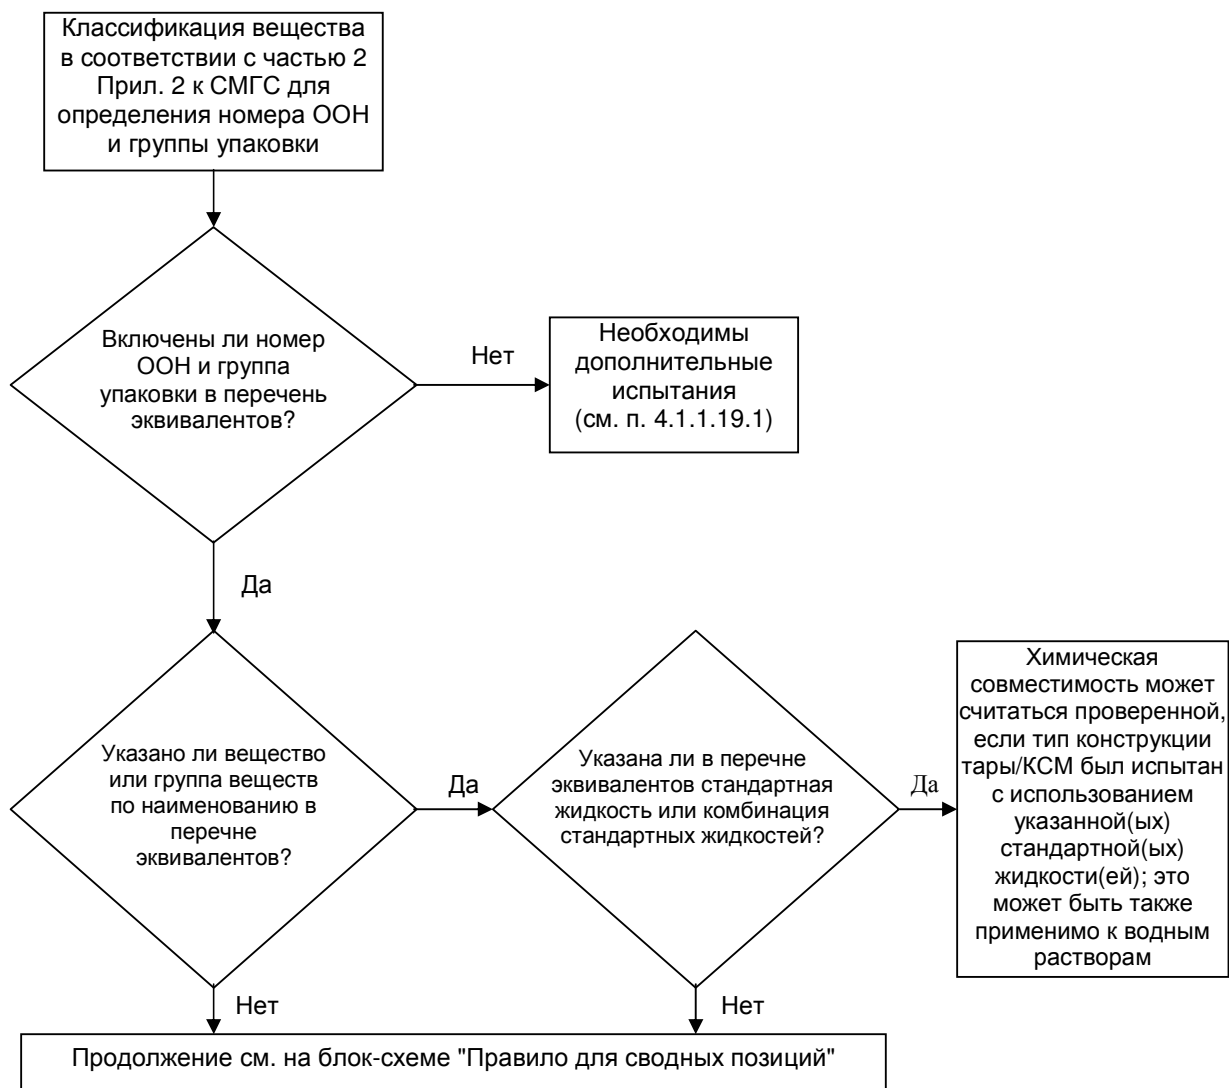 Классификация вещества
в соответствии с частью 2
Прил. 2 к СМГС для
определения номера ООН
и группы упаковки
Включены ли номер
ООН и группа
упаковки в перечень
эквивалентов?
Нет
Необходимы
дополнительные
испытания
(см. п. 4.1.1.19.1)
Да
Указано ли вещество
или группа веществ
по наименованию в
перечне
эквивалентов?
Да
Указана ли в перечне
эквивалентов стандартная
жидкость или комбинация
стандартных жидкостей?
Да
Химическая
совместимость может
считаться проверенной,
если тип конструкции
тары/КСМ был испытан
с использованием
указанной(ых)
стандартной(ых)
жидкости(ей); это
может быть также
применимо к водным
растворам
Нет
Нет
Продолжение см. на блок-схеме "Правило для сводных позиций"